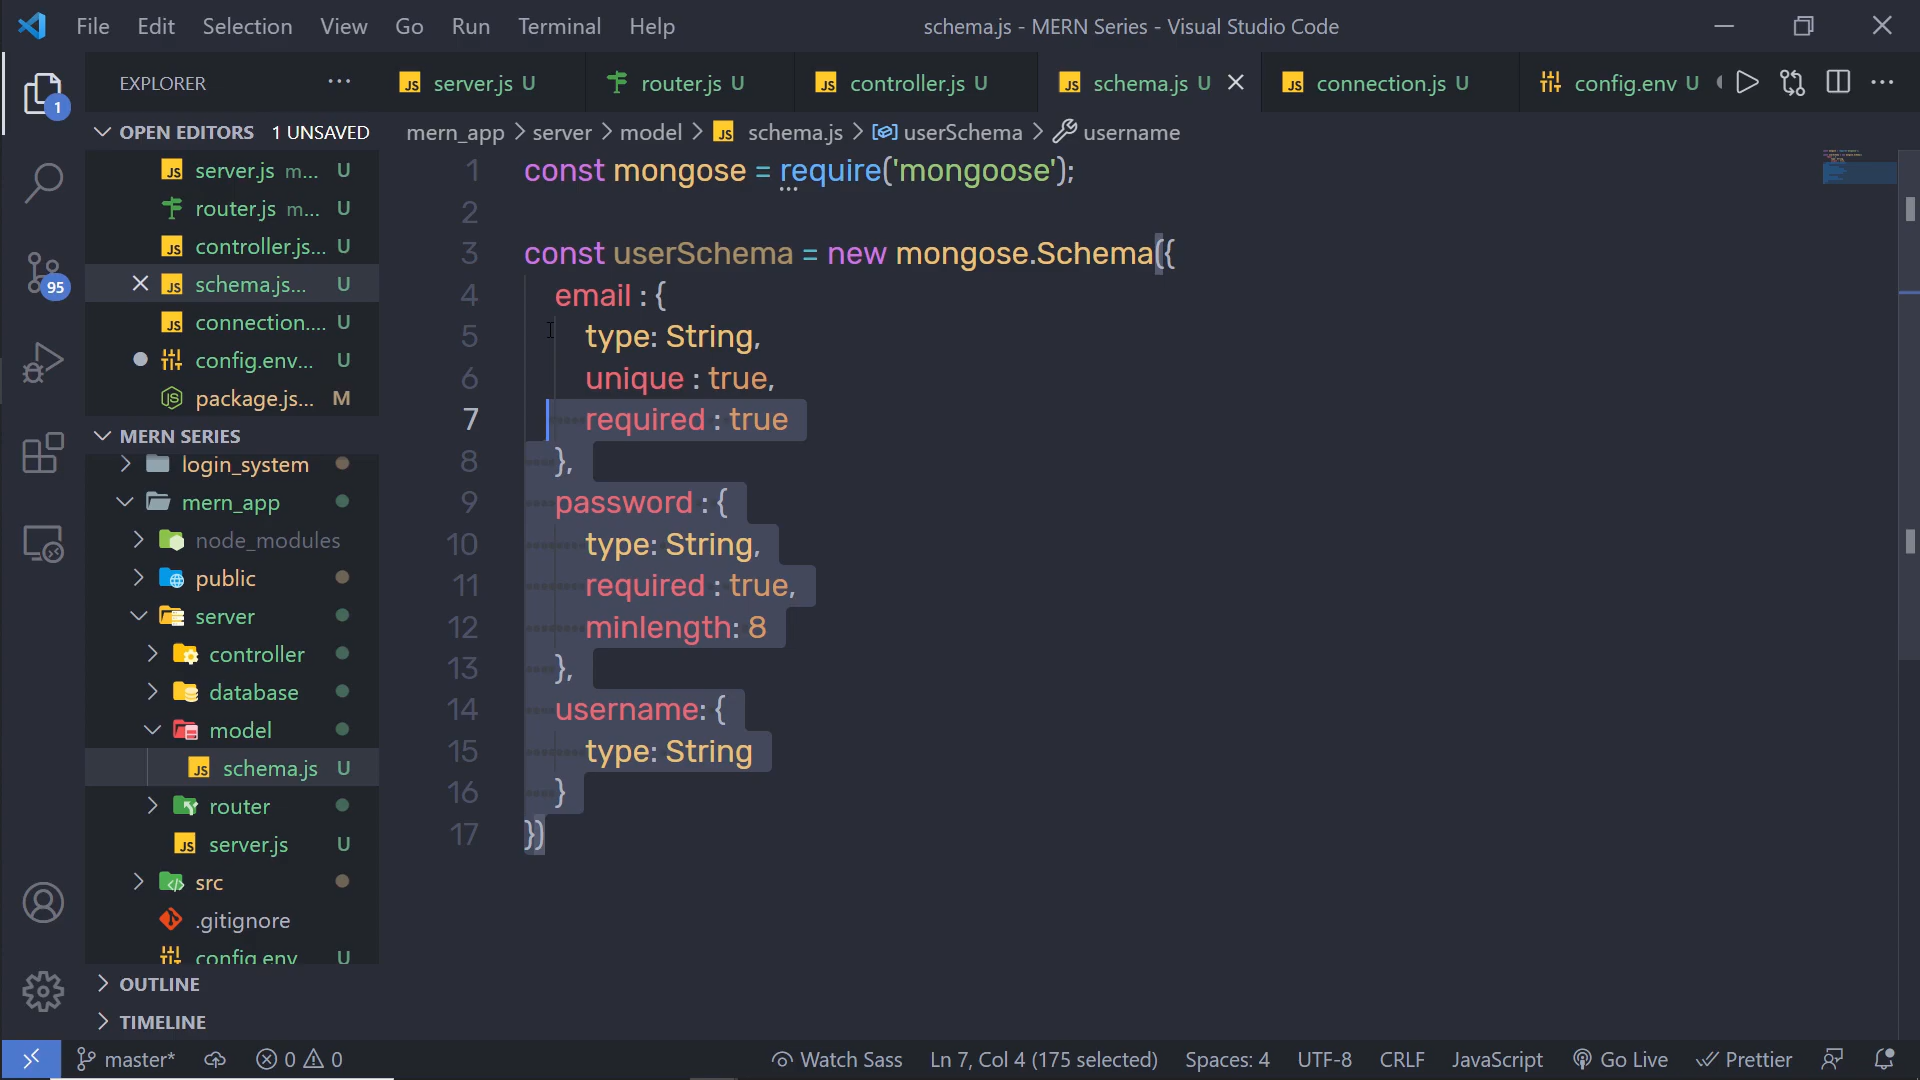 File Edit Selection View Go Run Terminal Help
schema.js - MERN Series - Visual Studio Code
EXPLORER
server.js U
router.js U
controller.js U
schema.js U
connection.js U
config.env U
1
OPEN EDITORS 1 UNSAVED
mern_app > server > model > JS schema.js > userSchema > username
JS server.js m... U
router.js m... U
JS controller.js... U
JS schema.js... U
JS connection.... U
config.env... U
package.js... M
95
MERN SERIES
login_system
mern_app
node_modules
public
server
controller
database
model
JS schema.js U
router
JS server.js U
src
.gitignore
config.env U
OUTLINE
TIMELINE
1 const mongose = require('mongoose');
2
3 const userSchema = new mongose.Schema({
4 email : {
5 type: String,
6 unique : true,
7 required : true
8 },
9 password : {
10 type: String,
11 required : true,
12 minlength: 8
13 },
14 username: {
15 type: String
16 }
17 })
master* 0 0 Watch Sass Ln 7, Col 4 (175 selected) Spaces: 4 UTF-8 CRLF JavaScript Go Live Prettier